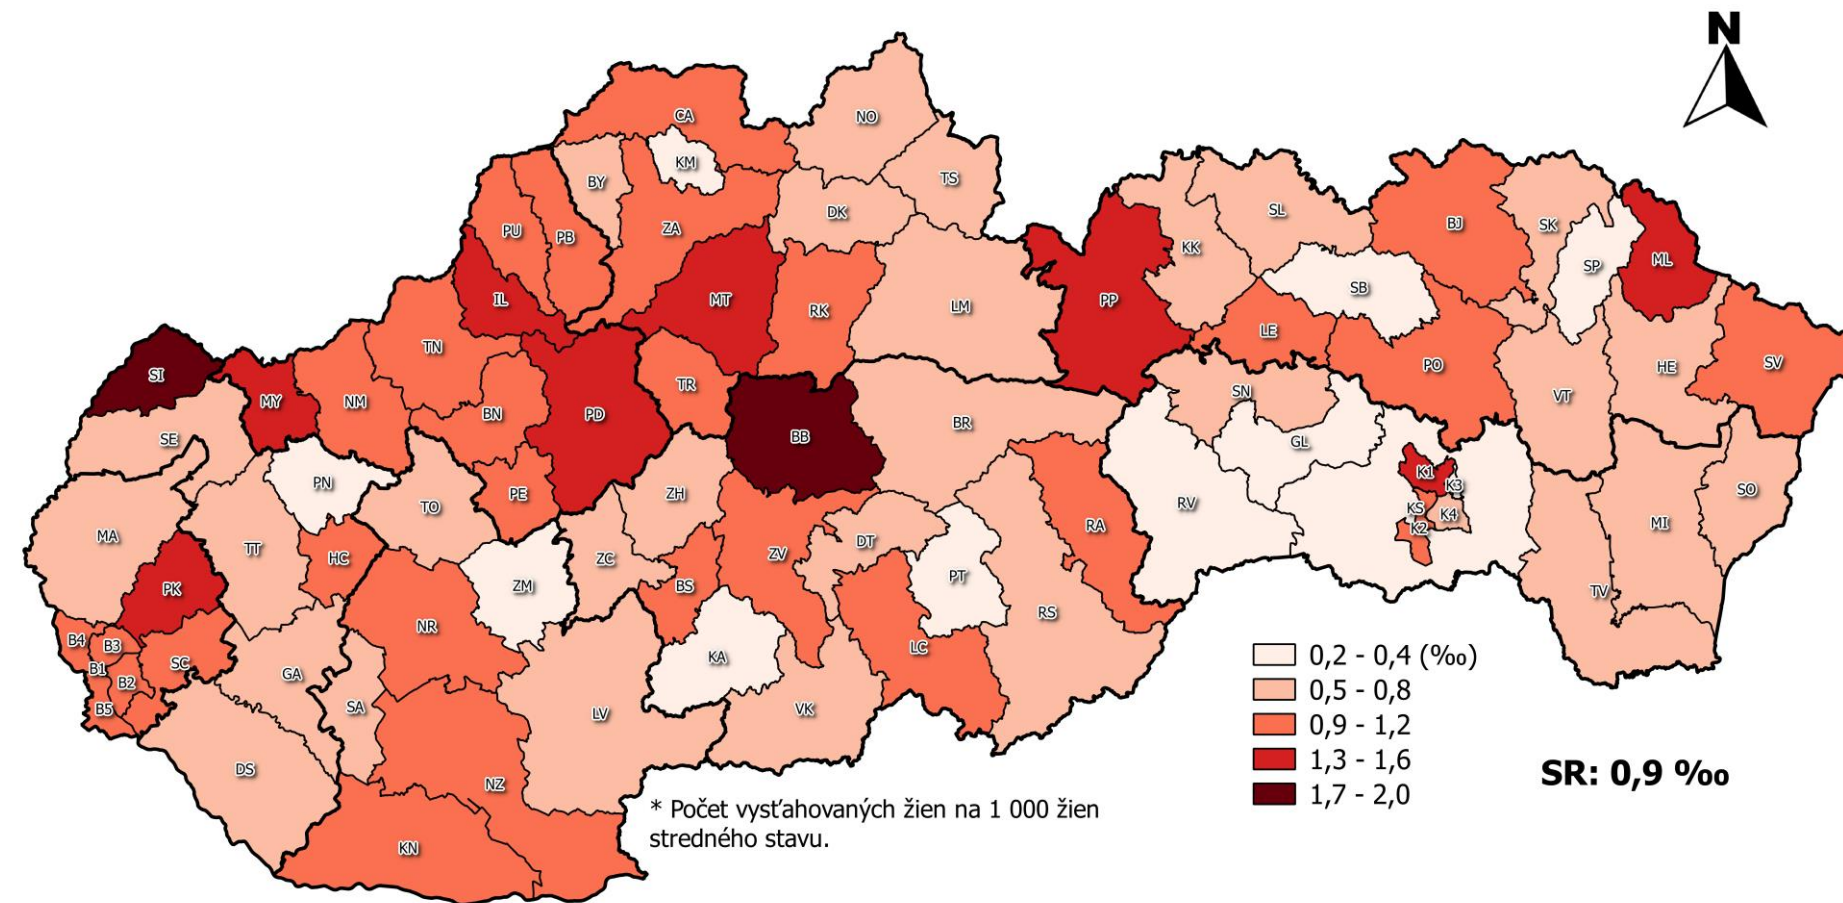 N
CA
NO
KM
BY
TS
DK
SL
PU
PB
ZA
KK
BJ
SK
SP
ML
IL
MT
PP
SB
LM
RK
LE
TN
PO
HE
SV
SI
MY
NM
TR
SN
VT
BN
PD
BB
BR
SE
GL
K1
PN
PE
ZH
K3
TO
RV
SO
KS
K4
MI
RA
K2
MA
TT
DT
HC
ZC
ZV
PK
ZM
BS
PT
TV
RS
NR
B4
B3
LC
SC
B1
KA
GA
B2
SA
B5
LV
VK
DS
NZ
KN
0,2 - 0,4 (‰)
0,5 - 0,8
0,9 - 1,2
1,3 - 1,6
1,7 - 2,0
SR: 0,9 ‰
* Počet vysťahovaných žien na 1 000 žien
stredného stavu.